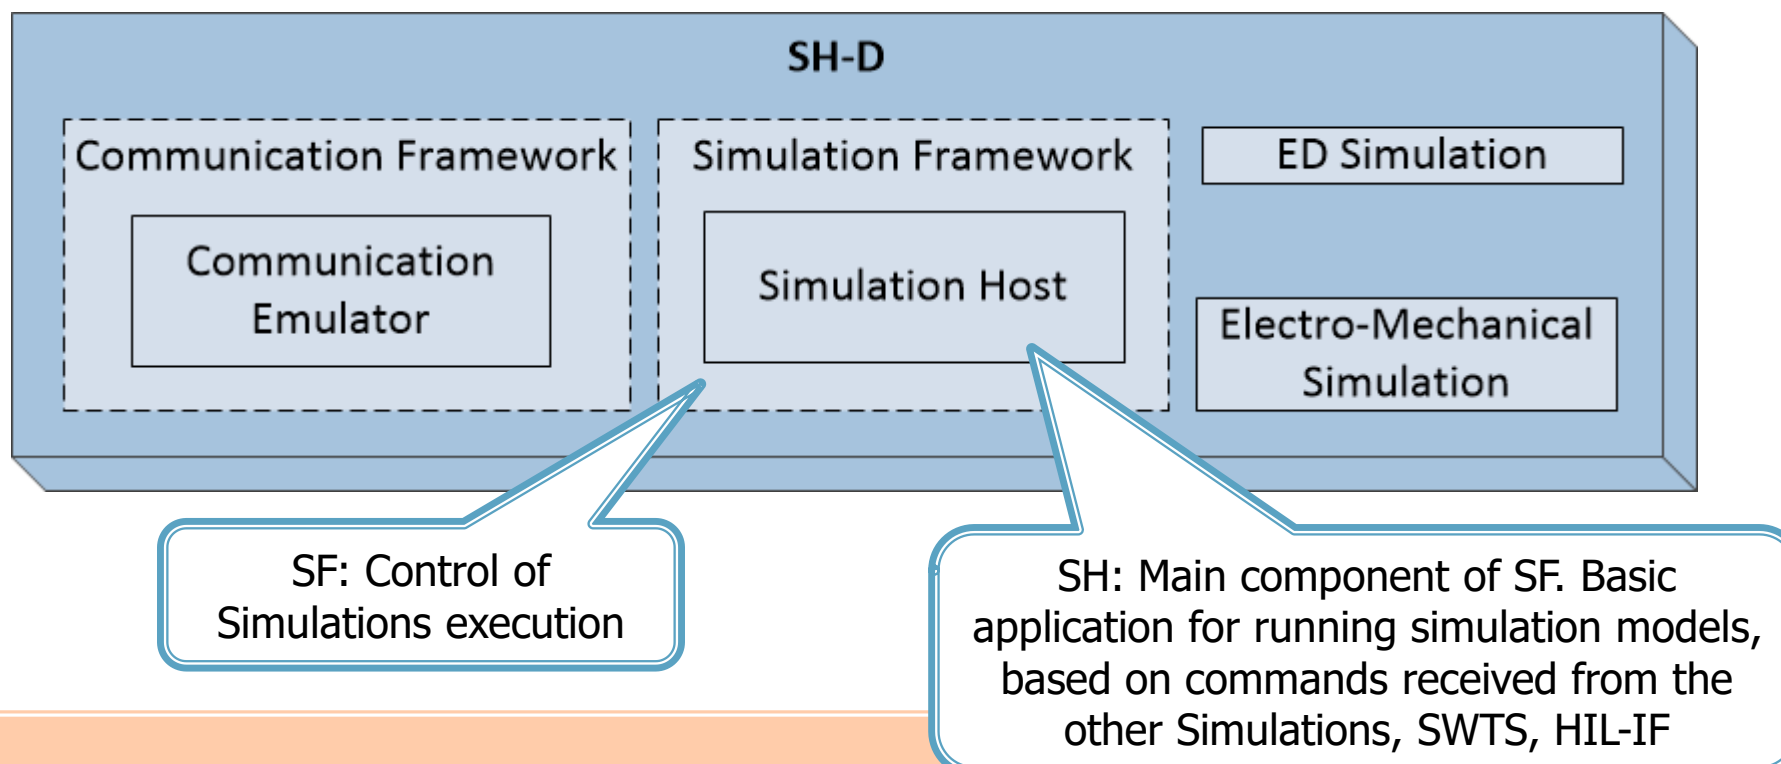 SH-D
Communication Framework
Communication
Emulator
Simulation Framework
Simulation Host
ED Simulation
Electro-Mechanical
Simulation
SF: Control of
Simulations execution
SH: Main component of SF. Basic
application for running simulation models,
based on commands received from the
other Simulations, SWTS, HIL-IF